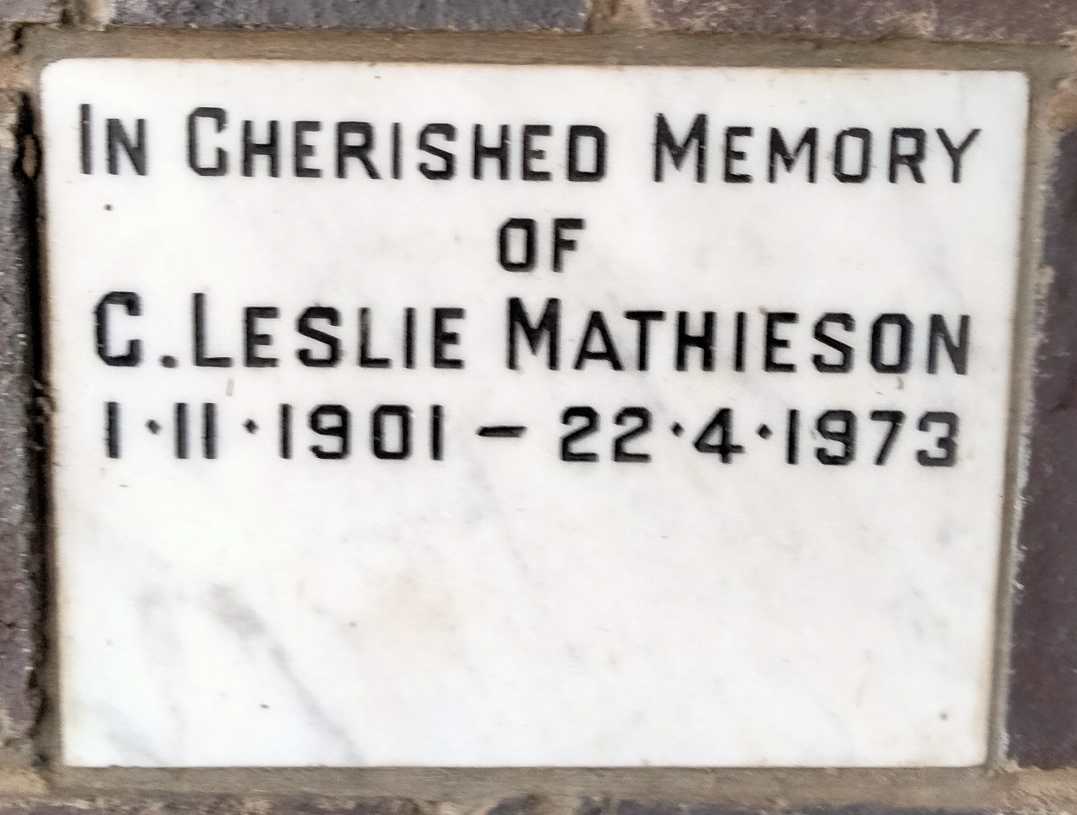 IN CHERISHED MEMORY
OF
C. LESLIE MATHIESON
1·11·1901 – 22·4·1973